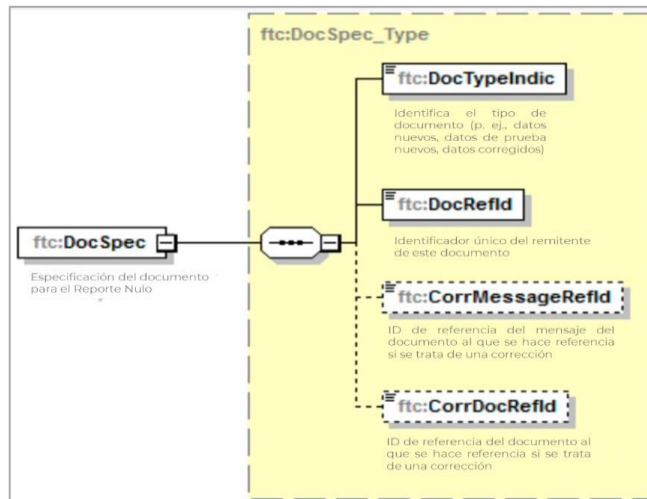 ftc:DocSpec_Type
ftc:DocTypeIndic
Identifica el tipo de
documento (p. ej., datos
nuevos, datos de prueba
nuevos, datos corregidos)
ftc:DocRefId
Identificador único del remitente
de este documento
ftc:DocSpec
Especificación del documento
para el Reporte Nulo
ftc:CorrMessageRefId
ID de referencia del mensaje del
documento al que se hace referencia
si se trata de una corrección
ftc:CorrDocRefId
ID de referencia del documento al
que se hace referencia si se trata
de una corrección